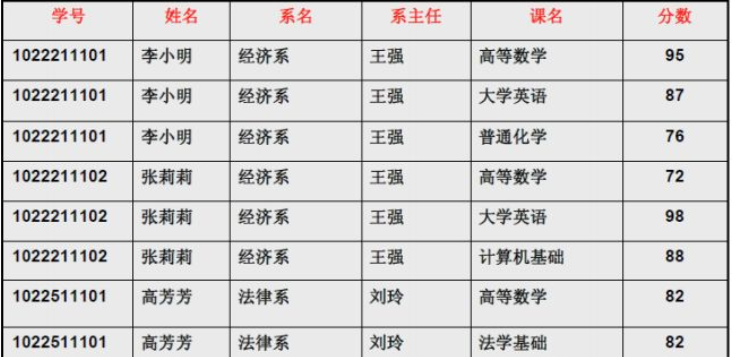 学号 姓名 系名 系主任 课名 分数
1022211101 李小明 经济系 王强 高等数学 95
1022211101 李小明 经济系 王强 大学英语 87
1022211101 李小明 经济系 王强 普通化学 76
1022211102 张莉莉 经济系 王强 高等数学 72
1022211102 张莉莉 经济系 王强 大学英语 98
1022211102 张莉莉 经济系 王强 计算机基础 88
1022511101 高芳芳 法律系 刘玲 高等数学 82
1022511101 高芳芳 法律系 刘玲 法学基础 82